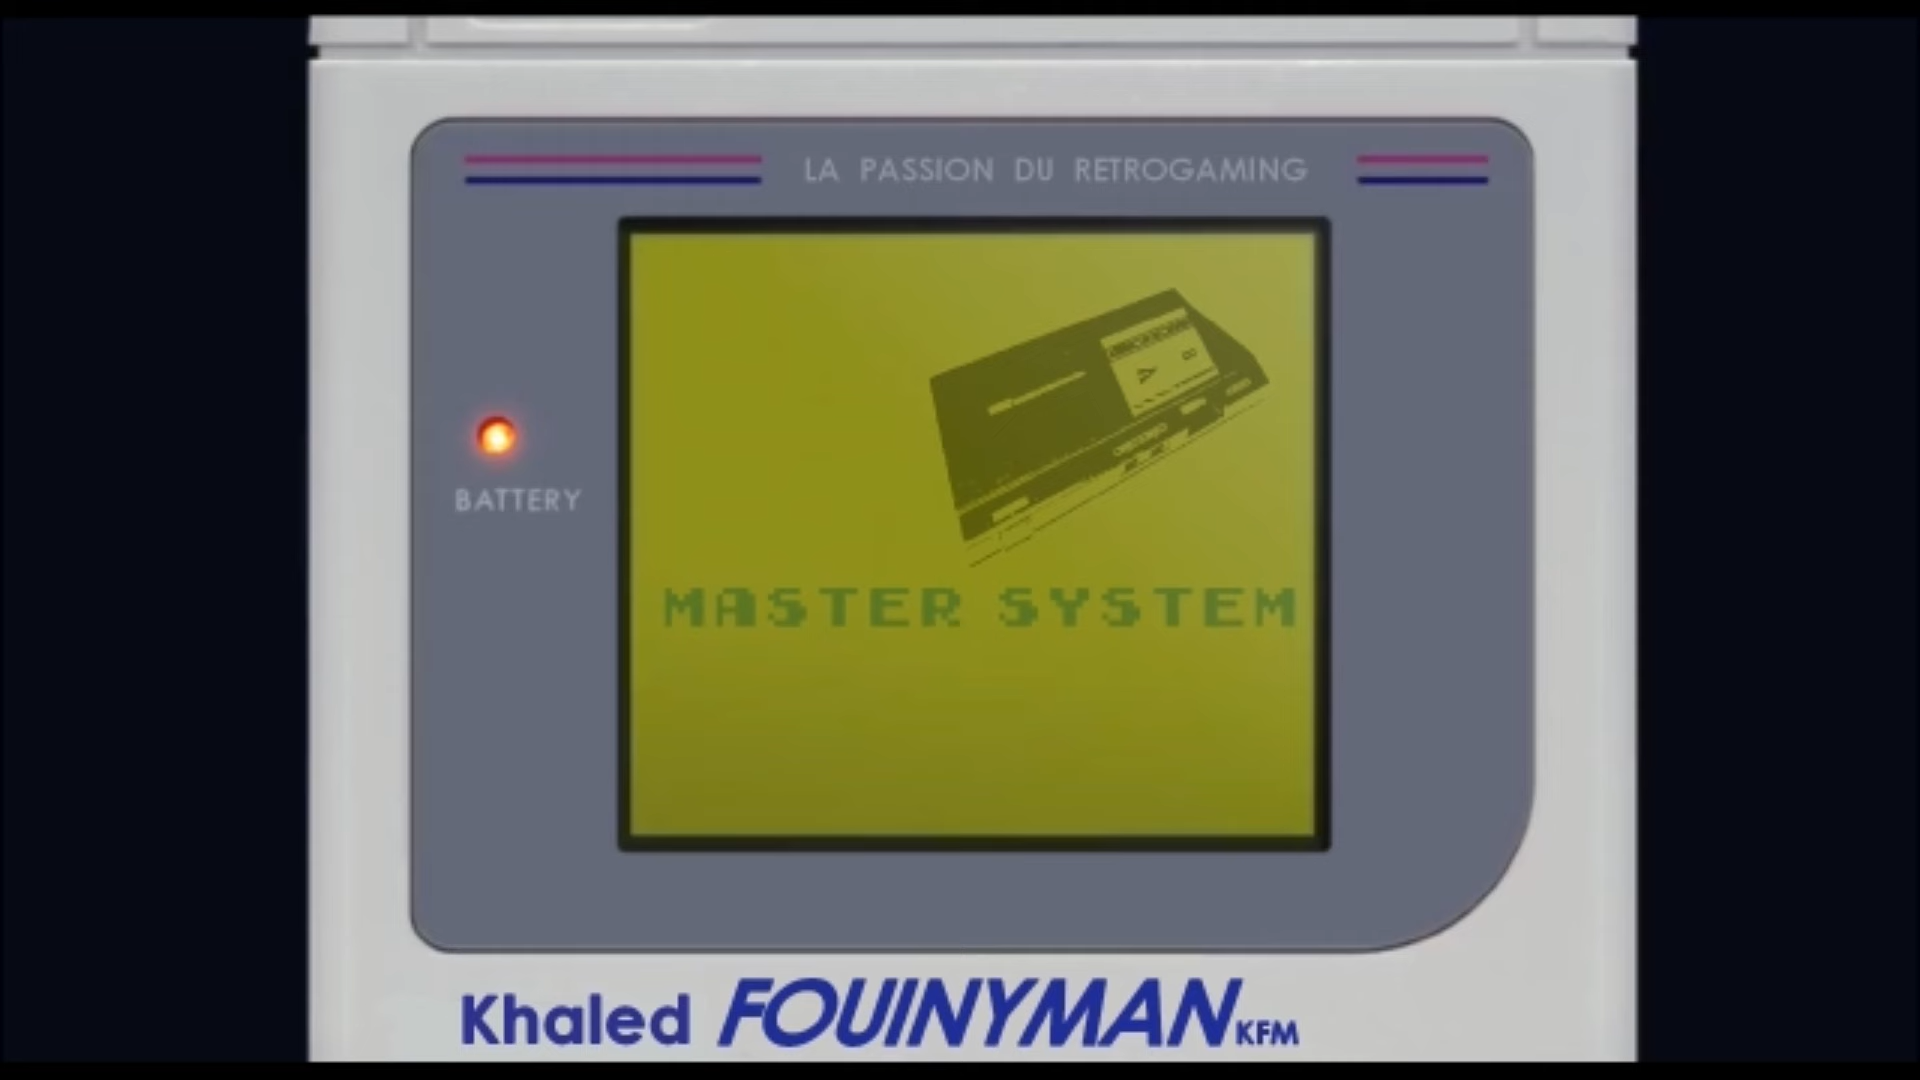 LA PASSION DU RETROGAMING
BATTERY
MASTER SYSTEM
Khaled FOUINYMAN KFM